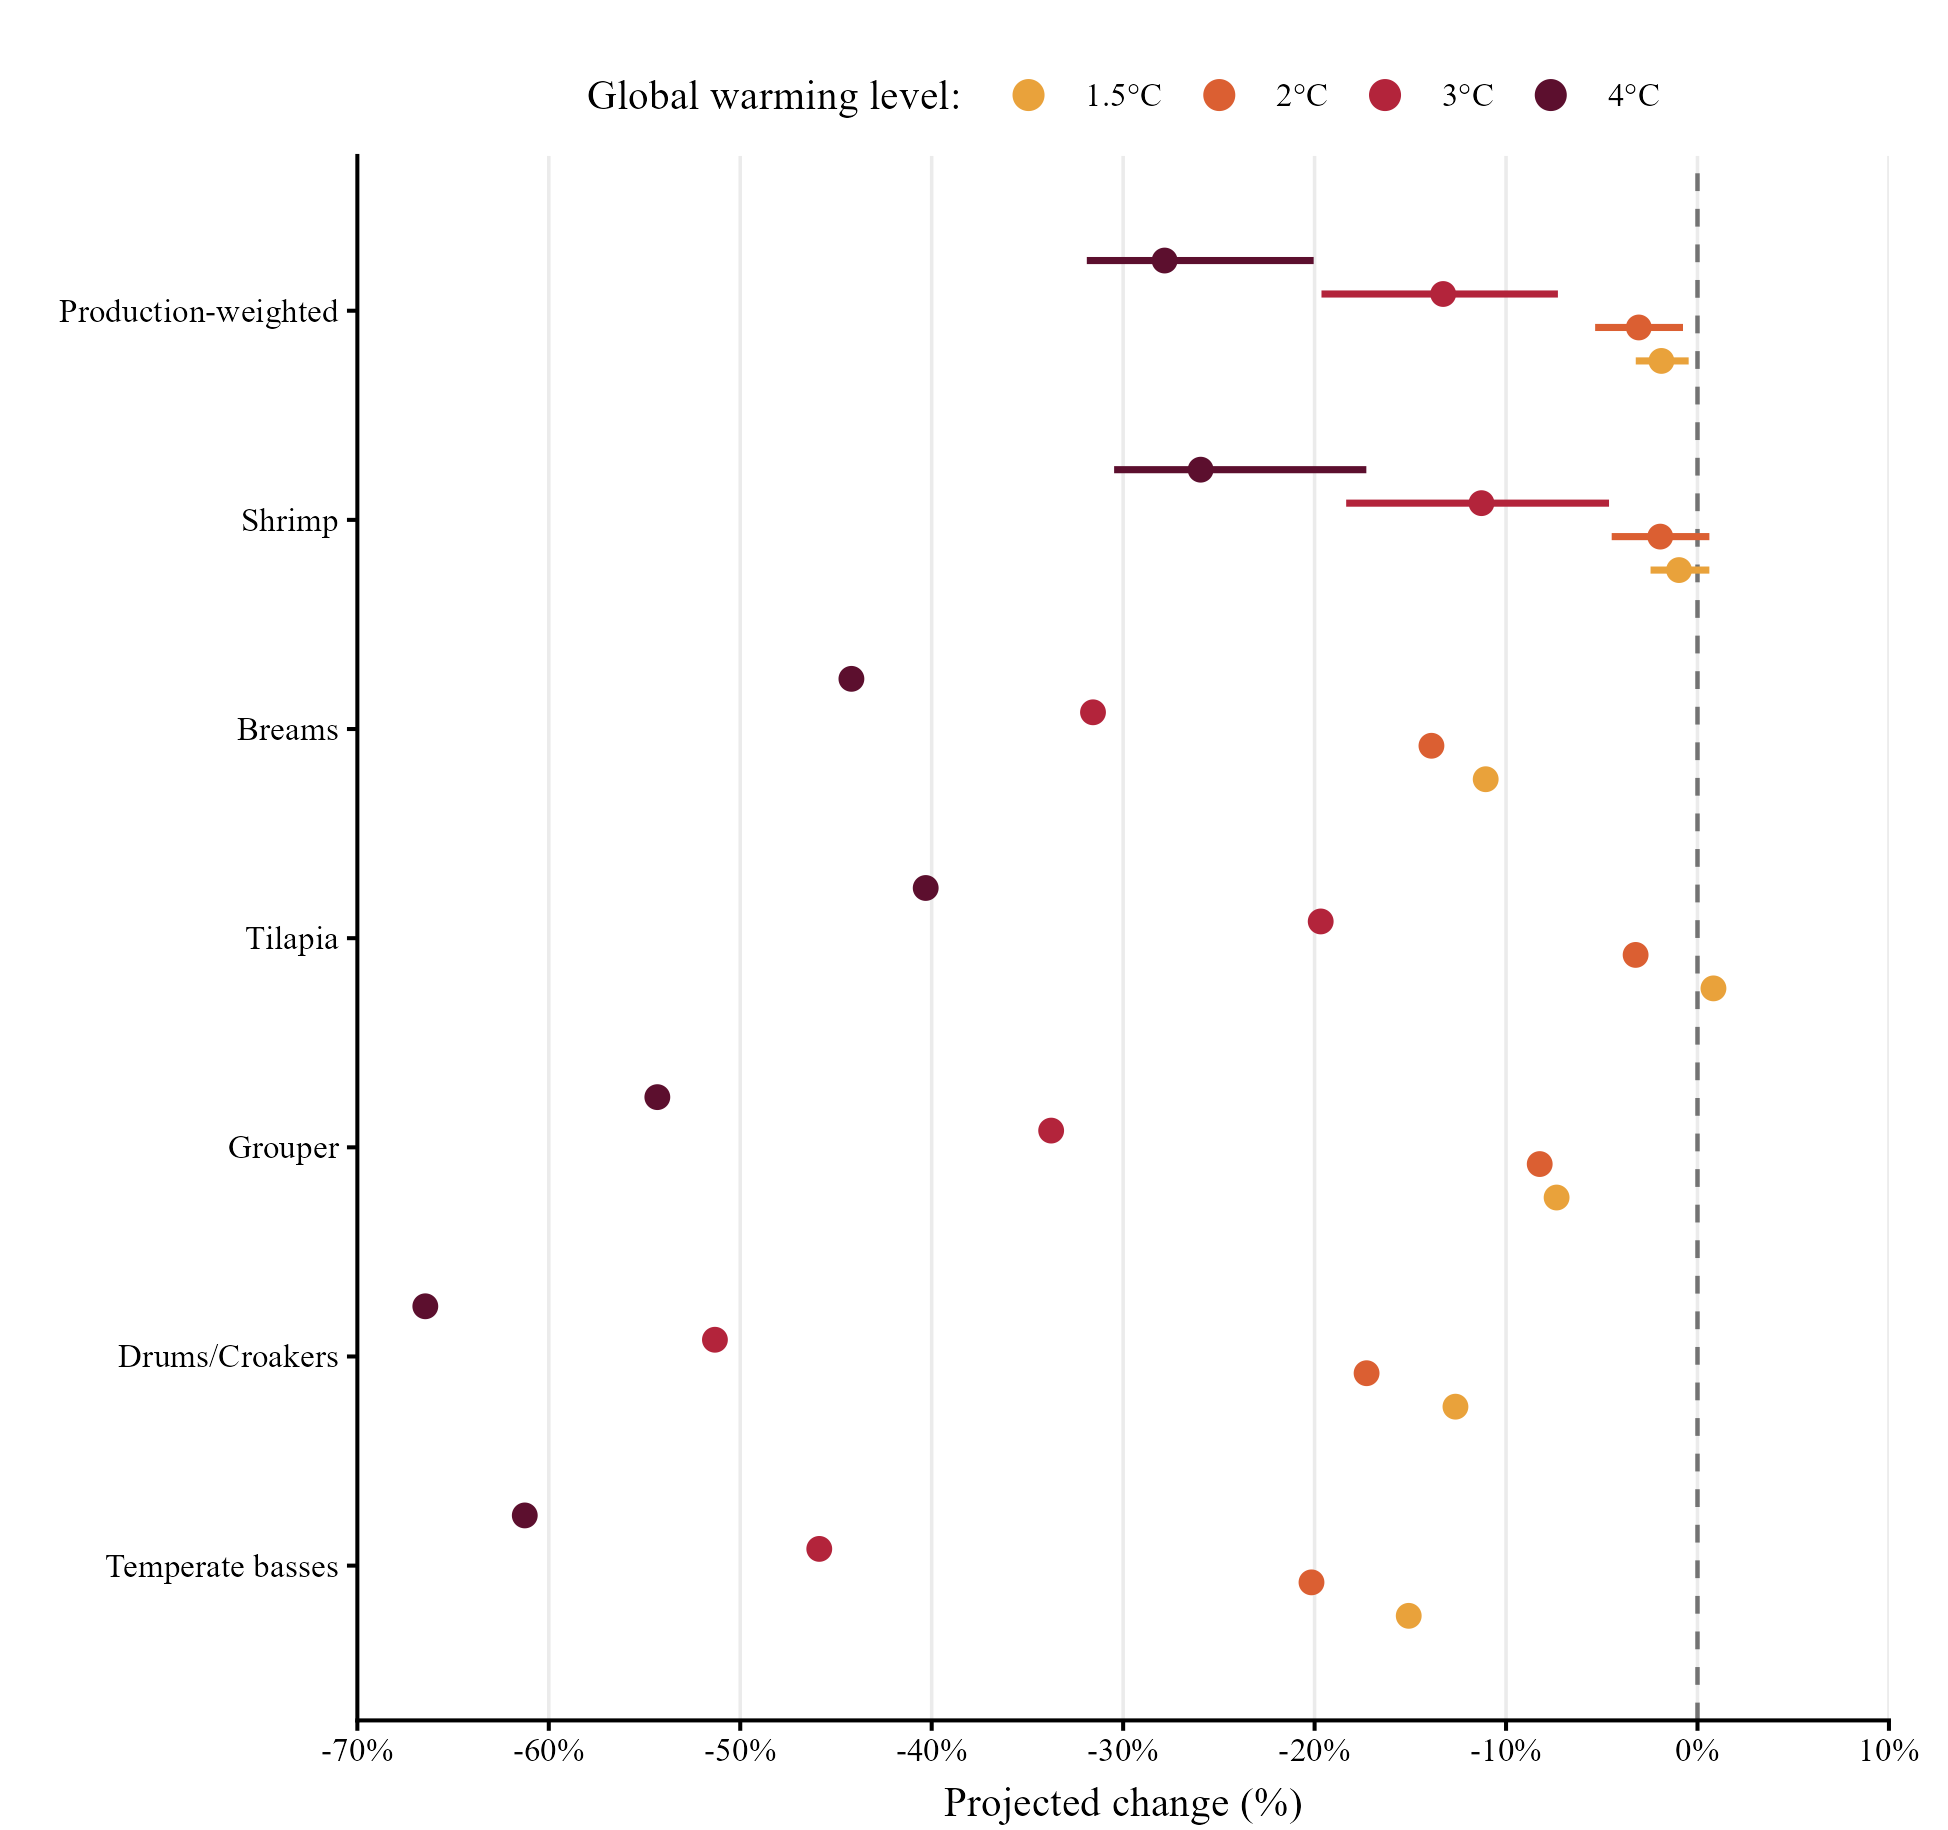 Global warming level: 1.5°C 2°C 3°C 4°C
Production-weighted
Shrimp
Breams
Tilapia
Grouper
Drums/Croakers
Temperate basses
-70% -60% -50% -40% -30% -20% -10% 0% 10%
Projected change (%)